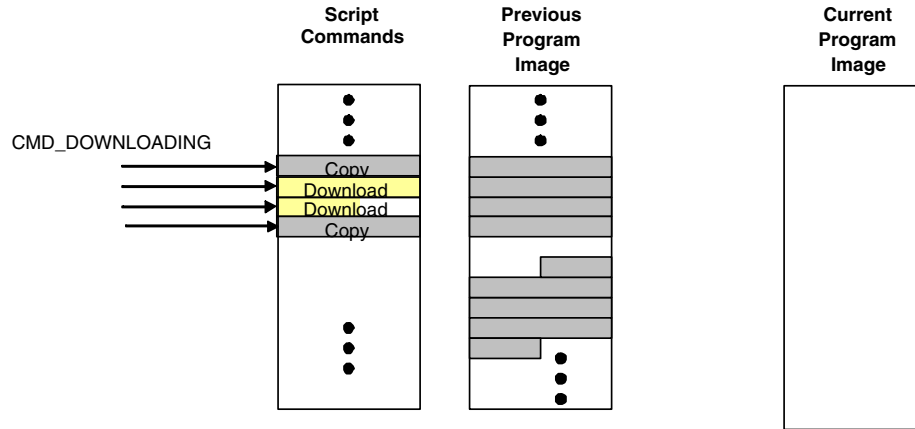 Script
Commands
Previous
Program
Image
Current
Program
Image
CMD_DOWNLOADING
Copy
Download
Download
Copy